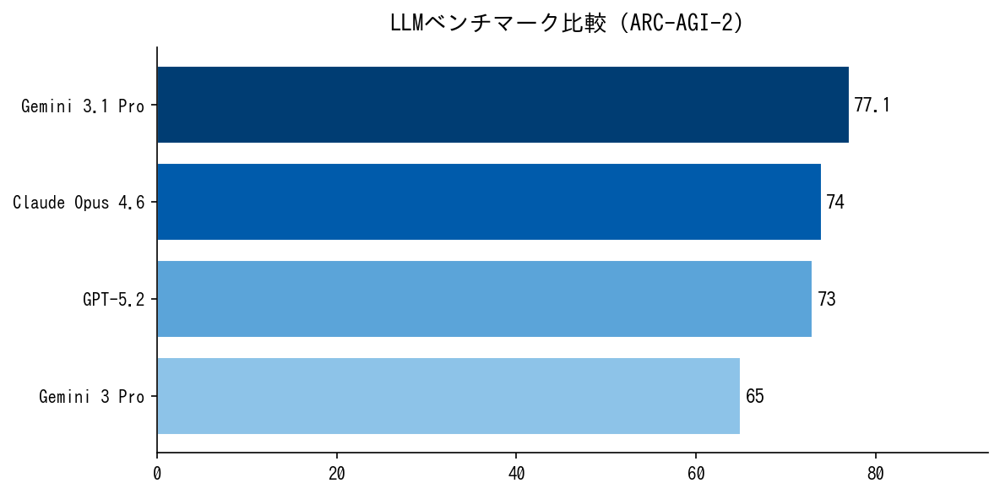 LLMベンチマーク比較（ARC-AGI-2）
Gemini 3.1 Pro
77.1
Claude Opus 4.6
74
GPT-5.2
73
Gemini 3 Pro
65
0 20 40 60 80